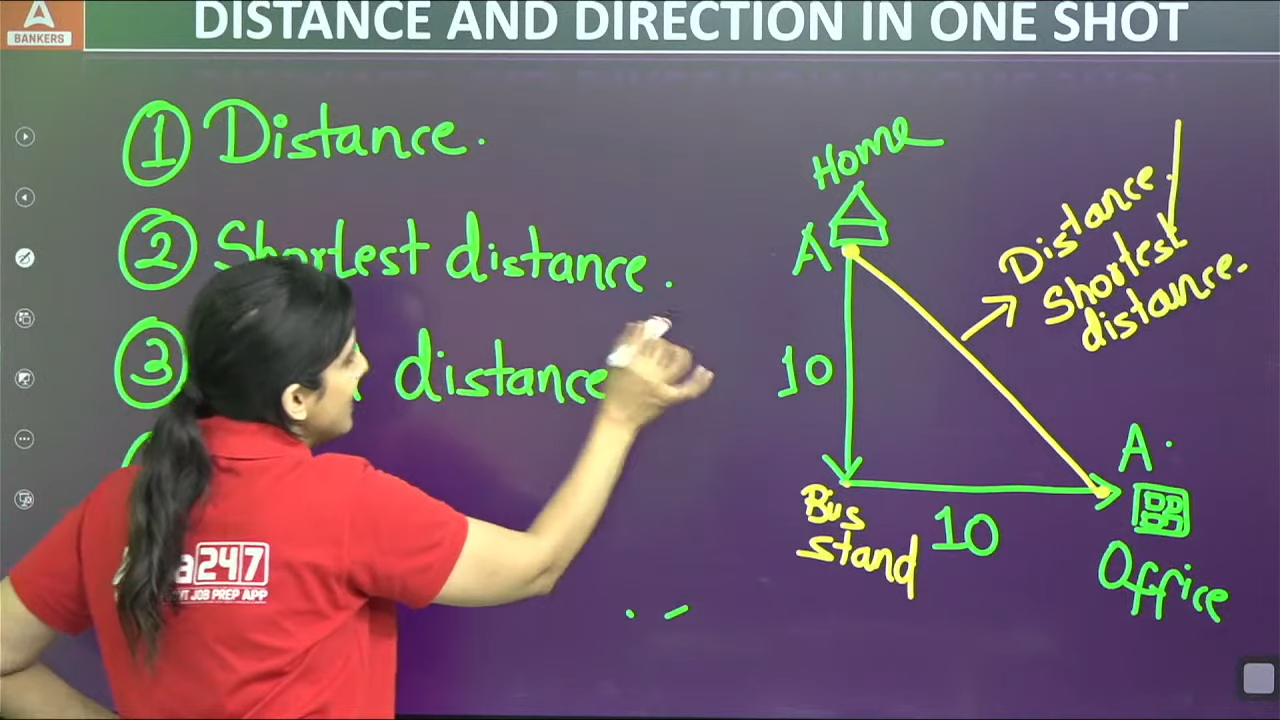 BANKERS
DISTANCE AND DIRECTION IN ONE SHOT
① Distance.
② Shortest distance.
③ distance
Home
A
10
Distance.
Shortest
distance.
A
Bus
stand
10
Office
247
JOB PREP APP